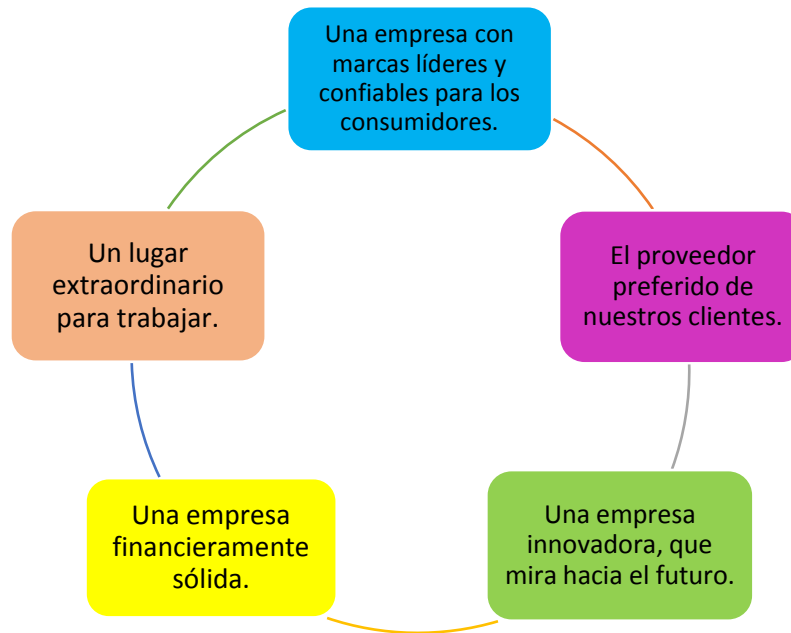 Una empresa con
marcas líderes y
confiables para los
consumidores.
El proveedor
preferido de
nuestros clientes.
Una empresa
innovadora, que
mira hacia el futuro.
Una empresa
financieramente
sólida.
Un lugar
extraordinario
para trabajar.